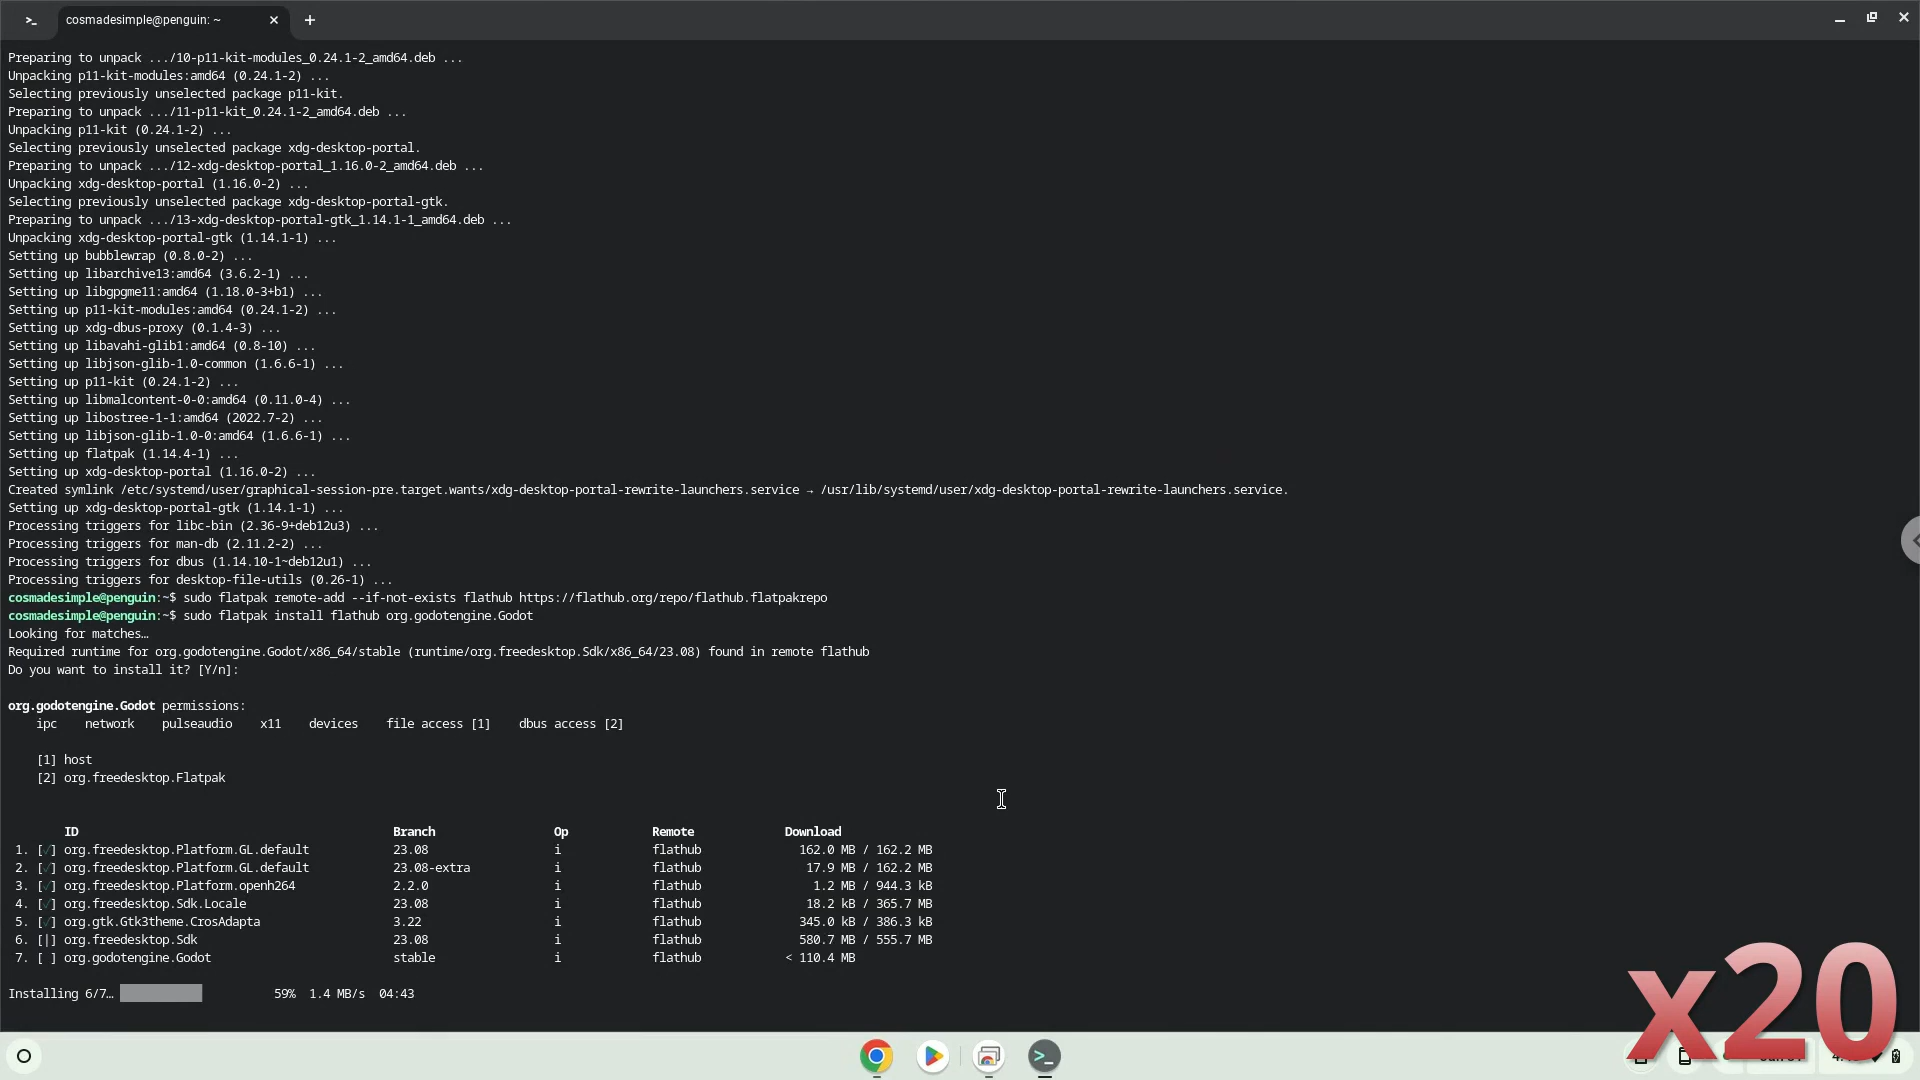 cosmadesimple@penguin: ~
Preparing to unpack .../10-p11-kit-modules_0.24.1-2_amd64.deb ...
Unpacking p11-kit-modules:amd64 (0.24.1-2) ...
Selecting previously unselected package p11-kit.
Preparing to unpack .../11-p11-kit_0.24.1-2_amd64.deb ...
Unpacking p11-kit (0.24.1-2) ...
Selecting previously unselected package xdg-desktop-portal.
Preparing to unpack .../12-xdg-desktop-portal_1.16.0-2_amd64.deb ...
Unpacking xdg-desktop-portal (1.16.0-2) ...
Selecting previously unselected package xdg-desktop-portal-gtk.
Preparing to unpack .../13-xdg-desktop-portal-gtk_1.14.1-1_amd64.deb ...
Unpacking xdg-desktop-portal-gtk (1.14.1-1) ...
Setting up bubblewrap (0.8.0-2) ...
Setting up libarchive13:amd64 (3.6.2-1) ...
Setting up libgpgme11:amd64 (1.18.0-3+b1) ...
Setting up p11-kit-modules:amd64 (0.24.1-2) ...
Setting up xdg-dbus-proxy (0.1.4-3) ...
Setting up libavahi-glib1:amd64 (0.8-10) ...
Setting up libjson-glib-1.0-common (1.6.6-1) ...
Setting up p11-kit (0.24.1-2) ...
Setting up libmalcontent-0-0:amd64 (0.11.0-4) ...
Setting up libostree-1-1:amd64 (2022.7-2) ...
Setting up libjson-glib-1.0-0:amd64 (1.6.6-1) ...
Setting up flatpak (1.14.4-1) ...
Setting up xdg-desktop-portal (1.16.0-2) ...
Created symlink /etc/systemd/user/graphical-session-pre.target.wants/xdg-desktop-portal-rewrite-launchers.service → /usr/lib/systemd/user/xdg-desktop-portal-rewrite-launchers.service.
Setting up xdg-desktop-portal-gtk (1.14.1-1) ...
Processing triggers for libc-bin (2.36-9+deb12u3) ...
Processing triggers for man-db (2.11.2-2) ...
Processing triggers for dbus (1.14.10-1~deb12u1) ...
Processing triggers for desktop-file-utils (0.26-1) ...
cosmadesimple@penguin:~$ sudo flatpak remote-add --if-not-exists flathub https://flathub.org/repo/flathub.flatpakrepo
cosmadesimple@penguin:~$ sudo flatpak install flathub org.godotengine.Godot
Looking for matches…
Required runtime for org.godotengine.Godot/x86_64/stable (runtime/org.freedesktop.Sdk/x86_64/23.08) found in remote flathub
Do you want to install it? [Y/n]:
org.godotengine.Godot permissions:
ipc network pulseaudio x11 devices file access [1] dbus access [2]
[1] host
[2] org.freedesktop.Flatpak
ID Branch Op Remote Download
1. [✓] org.freedesktop.Platform.GL.default 23.08 i flathub 162.0 MB / 162.2 MB
2. [✓] org.freedesktop.Platform.GL.default 23.08-extra i flathub 17.9 MB / 162.2 MB
3. [✓] org.freedesktop.Platform.openh264 2.2.0 i flathub 1.2 MB / 944.3 kB
4. [✓] org.freedesktop.Sdk.Locale 23.08 i flathub 18.2 kB / 365.7 MB
5. [✓] org.gtk.Gtk3theme.CrosAdapta 3.22 i flathub 345.0 kB / 386.3 kB
6. [|] org.freedesktop.Sdk 23.08 i flathub 580.7 MB / 555.7 MB
7. [ ] org.godotengine.Godot stable i flathub < 110.4 MB
Installing 6/7… 59% 1.4 MB/s 04:43
x20